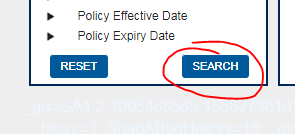 Policy Effective Date
Policy Expiry Date
RESET SEARCH